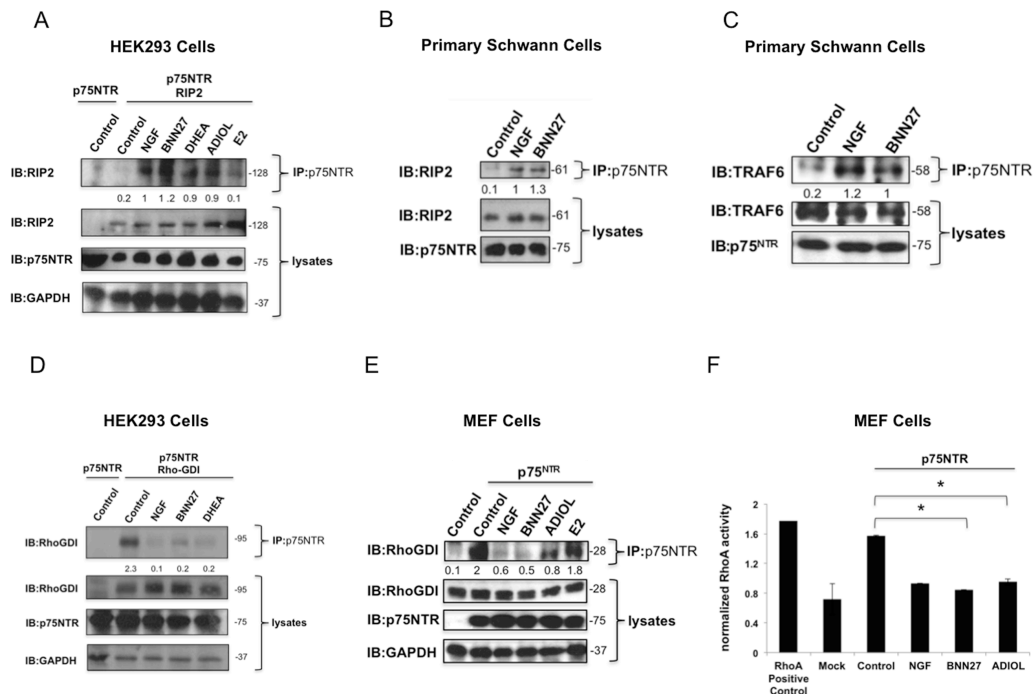 A
HEK293 Cells
p75NTR
p75NTR
RIP2
Control
Control
NGF
BNN27
DHEA
ADIOL
E2
IB:RIP2
-128
IP:p75NTR
0.2 1 1.2 0.9 0.9 0.1
IB:RIP2
-128
IB:p75NTR
-75
lysates
IB:GAPDH
-37
B
Primary Schwann Cells
Control
NGF
BNN27
IB:RIP2
-61
IP:p75NTR
0.1 1 1.3
IB:RIP2
-61
lysates
IB:p75NTR
-75
C
Primary Schwann Cells
Control
NGF
BNN27
IB:TRAF6
-58
IP:p75NTR
0.2 1.2 1
IB:TRAF6
-58
lysates
IB:p75NTR
-75
D
HEK293 Cells
p75NTR
p75NTR
Rho-GDI
Control
Control
NGF
BNN27
DHEA
IB:RhoGDI
-95
IP:p75NTR
2.3 0.1 0.2 0.2
IB:RhoGDI
-95
IB:p75NTR
-75
lysates
IB:GAPDH
-37
E
MEF Cells
p75NTR
Control
Control
NGF
BNN27
ADIOL
E2
IB:RhoGDI
-28
IP:p75NTR
0.1 2 0.6 0.5 0.8 1.8
IB:RhoGDI
-28
IB:p75NTR
-75
lysates
IB:GAPDH
-37
F
MEF Cells
p75NTR
*
*
normalized RhoA activity
2
1.6
1.2
0.8
0.4
0
RhoA Positive Control
Mock
Control
NGF
BNN27
ADIOL